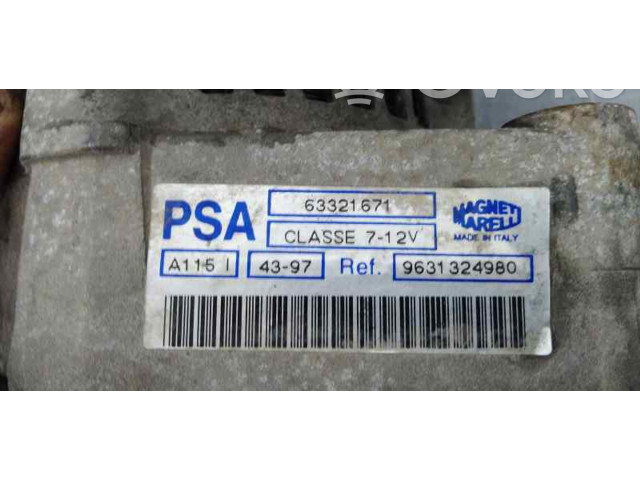 PSA
63321671
CLASSE 7-12V
MAGNETI
MARELLI
MADE IN ITALY
A115 I
43-97
Ref. 9631324980